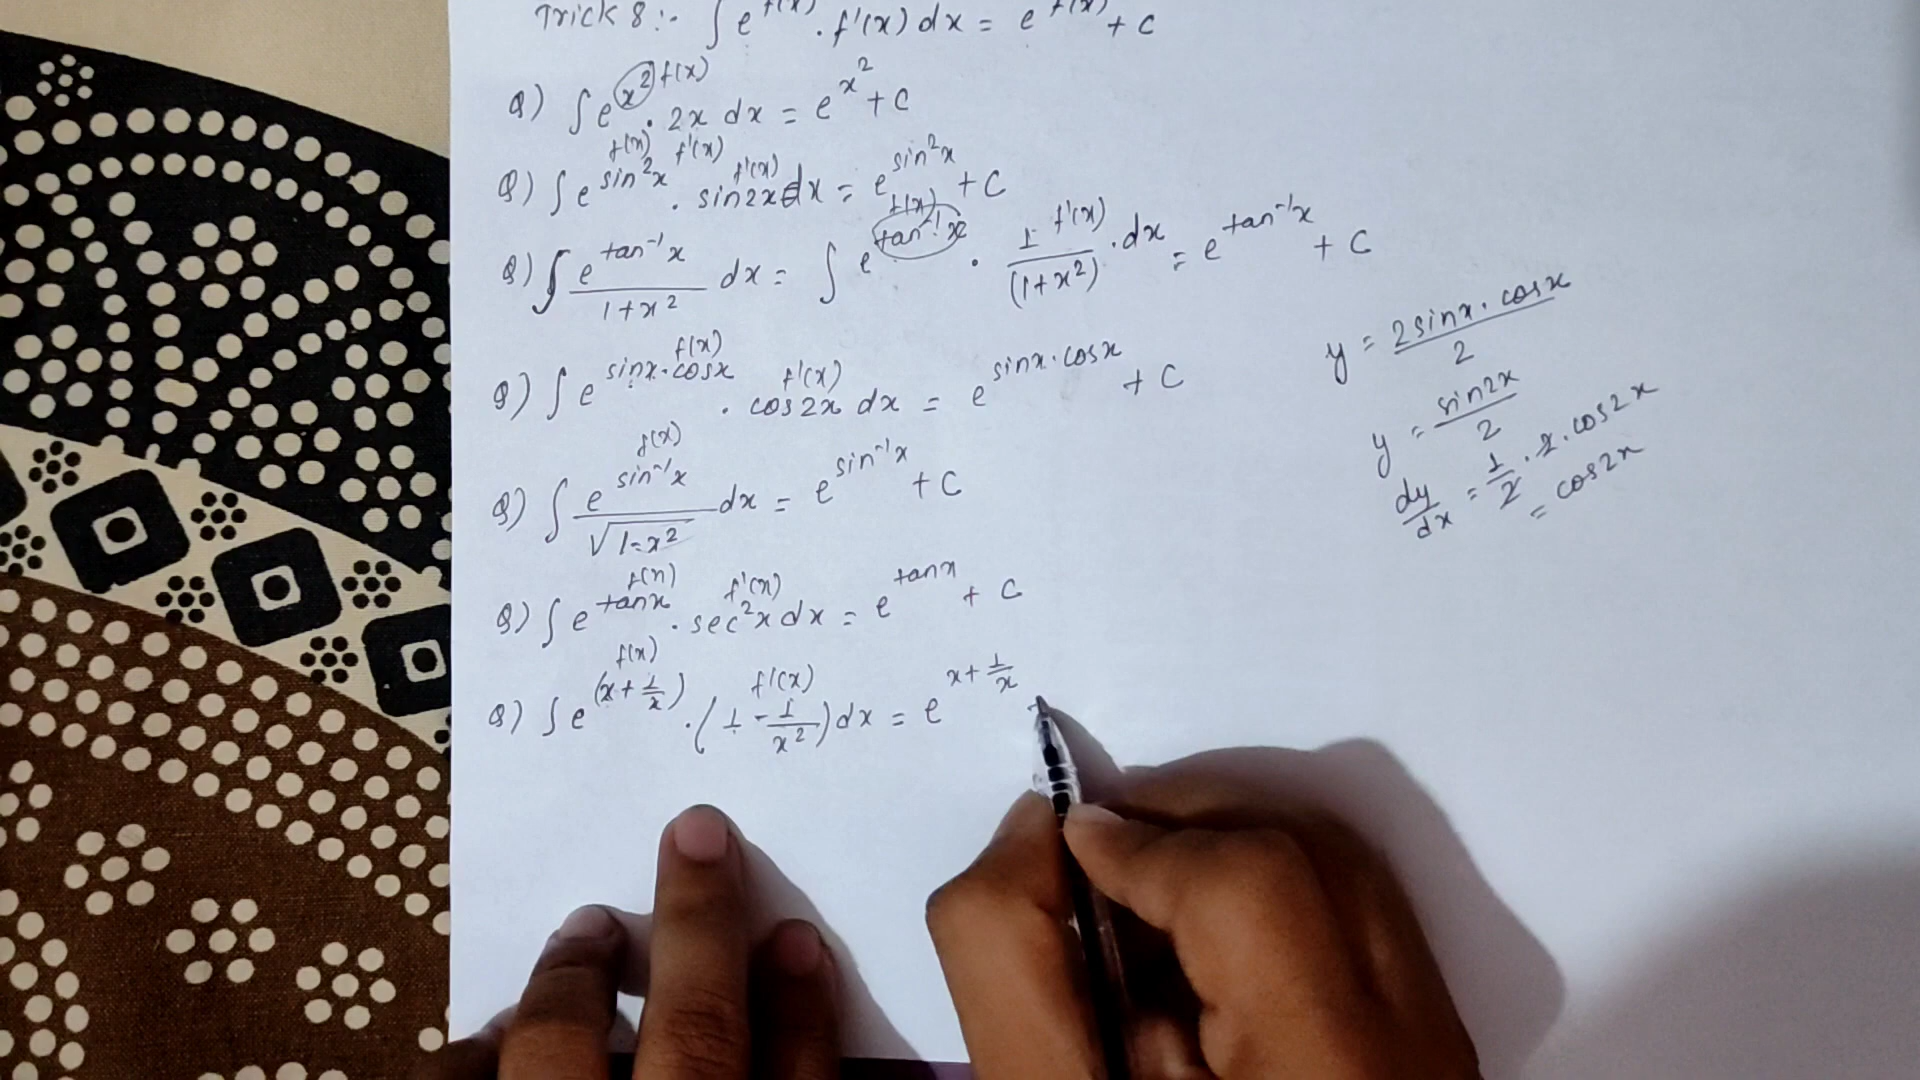 Trick 8:- ∫e^f(x) . f'(x) dx = e^f(x) + C
Q) ∫e^x² . 2x dx = e^x² + C
f(x)
f(x) f'(x)
Q) ∫e^sin²x . sin2x dx = e^sin²x + C
f'(x)
f(x)
Q) ∫ e^tan⁻¹x / 1+x² dx = ∫ e^tan⁻¹x . 1/(1+x²) . dx = e^tan⁻¹x + C
f'(x)
f(x)
Q) ∫e^sinx.cosx . cos2x dx = e^sinx.cosx + C
f'(x)
f(x)
Q) ∫ e^sin⁻¹x / √1-x² dx = e^sin⁻¹x + C
f(x)
f'(x)
Q) ∫e^tanx . sec²x dx = e^tanx + C
f(x)
f'(x)
Q) ∫e^(x+1/x) . (1 - 1/x²) dx = e^x+1/x +
y = 2sinx.cosx / 2
y = sin2x / 2
dy/dx = 1/2 . 2 . cos2x
= cos2x